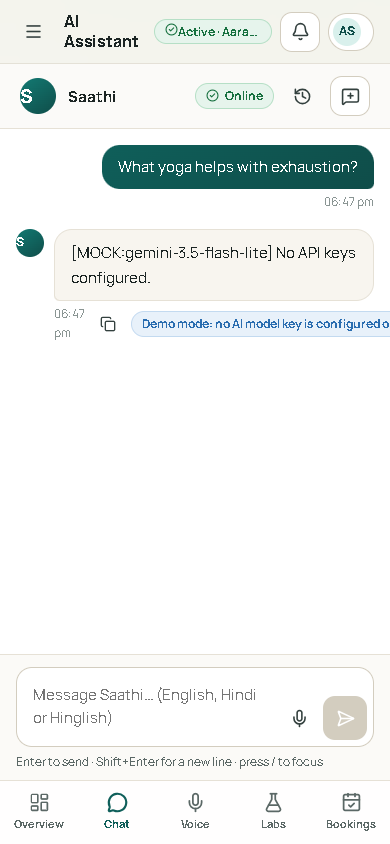 AI
Assistant
Active · Aara...
AS
S
Saathi
Online
What yoga helps with exhaustion?
06:47 pm
S
[MOCK:gemini-3.5-flash-lite] No API keys
configured.
06:47
pm
Demo mode: no AI model key is configured o
Message Saathi... (English, Hindi
or Hinglish)
Enter to send · Shift+Enter for a new line · press / to focus
Overview
Chat
Voice
Labs
Bookings